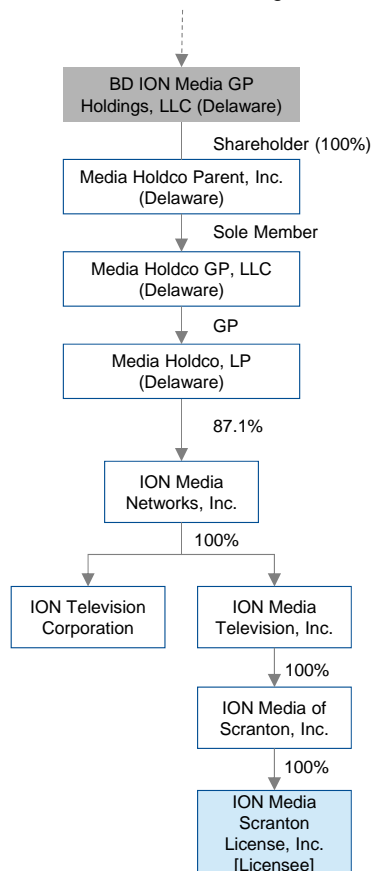 BD ION Media GP
Holdings, LLC (Delaware)
Shareholder (100%)
Media Holdco Parent, Inc.
(Delaware)
Sole Member
Media Holdco GP, LLC
(Delaware)
GP
Media Holdco, LP
(Delaware)
87.1%
ION Media
Networks, Inc.
100%
ION Television
Corporation
ION Media
Television, Inc.
100%
ION Media of
Scranton, Inc.
100%
ION Media
Scranton
License, Inc.
[Licensee]